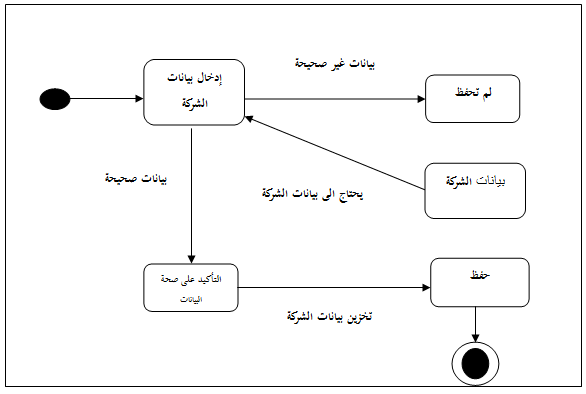 بيانات غير صحيحة
إدخال بيانات
الشركة
لم تحفظ
بيانات صحيحة
يحتاج الى بيانات الشركة
بيانات الشركة
التأكيد على صحة
البيانات
حفظ
تخزين بيانات الشركة